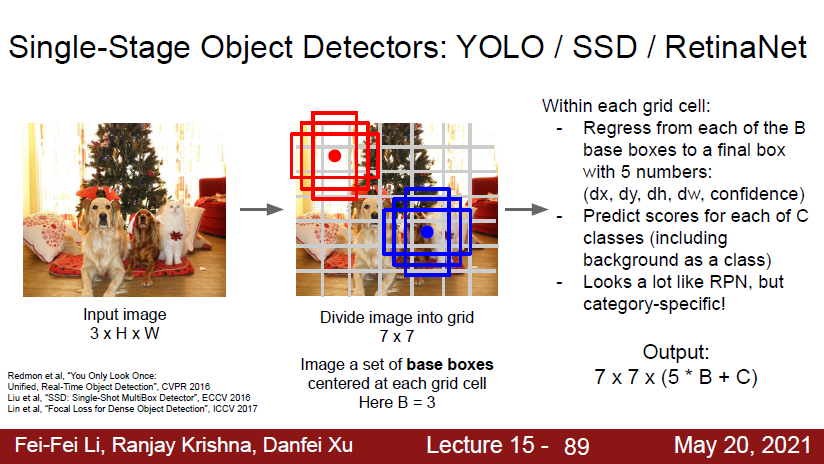 Single-Stage Object Detectors: YOLO / SSD / RetinaNet
Input image
3 x H x W
Redmon et al, "You Only Look Once:
Unified, Real-Time Object Detection", CVPR 2016
Liu et al, "SSD: Single-Shot MultiBox Detector", ECCV 2016
Lin et al, "Focal Loss for Dense Object Detection", ICCV 2017
Divide image into grid
7 x 7
Image a set of base boxes
centered at each grid cell
Here B = 3
Within each grid cell:
- Regress from each of the B
base boxes to a final box
with 5 numbers:
(dx, dy, dh, dw, confidence)
- Predict scores for each of C
classes (including
background as a class)
- Looks a lot like RPN, but
category-specific!
Output:
7 x 7 x (5 * B + C)
Fei-Fei Li, Ranjay Krishna, Danfei Xu
Lecture 15 - 89
May 20, 2021